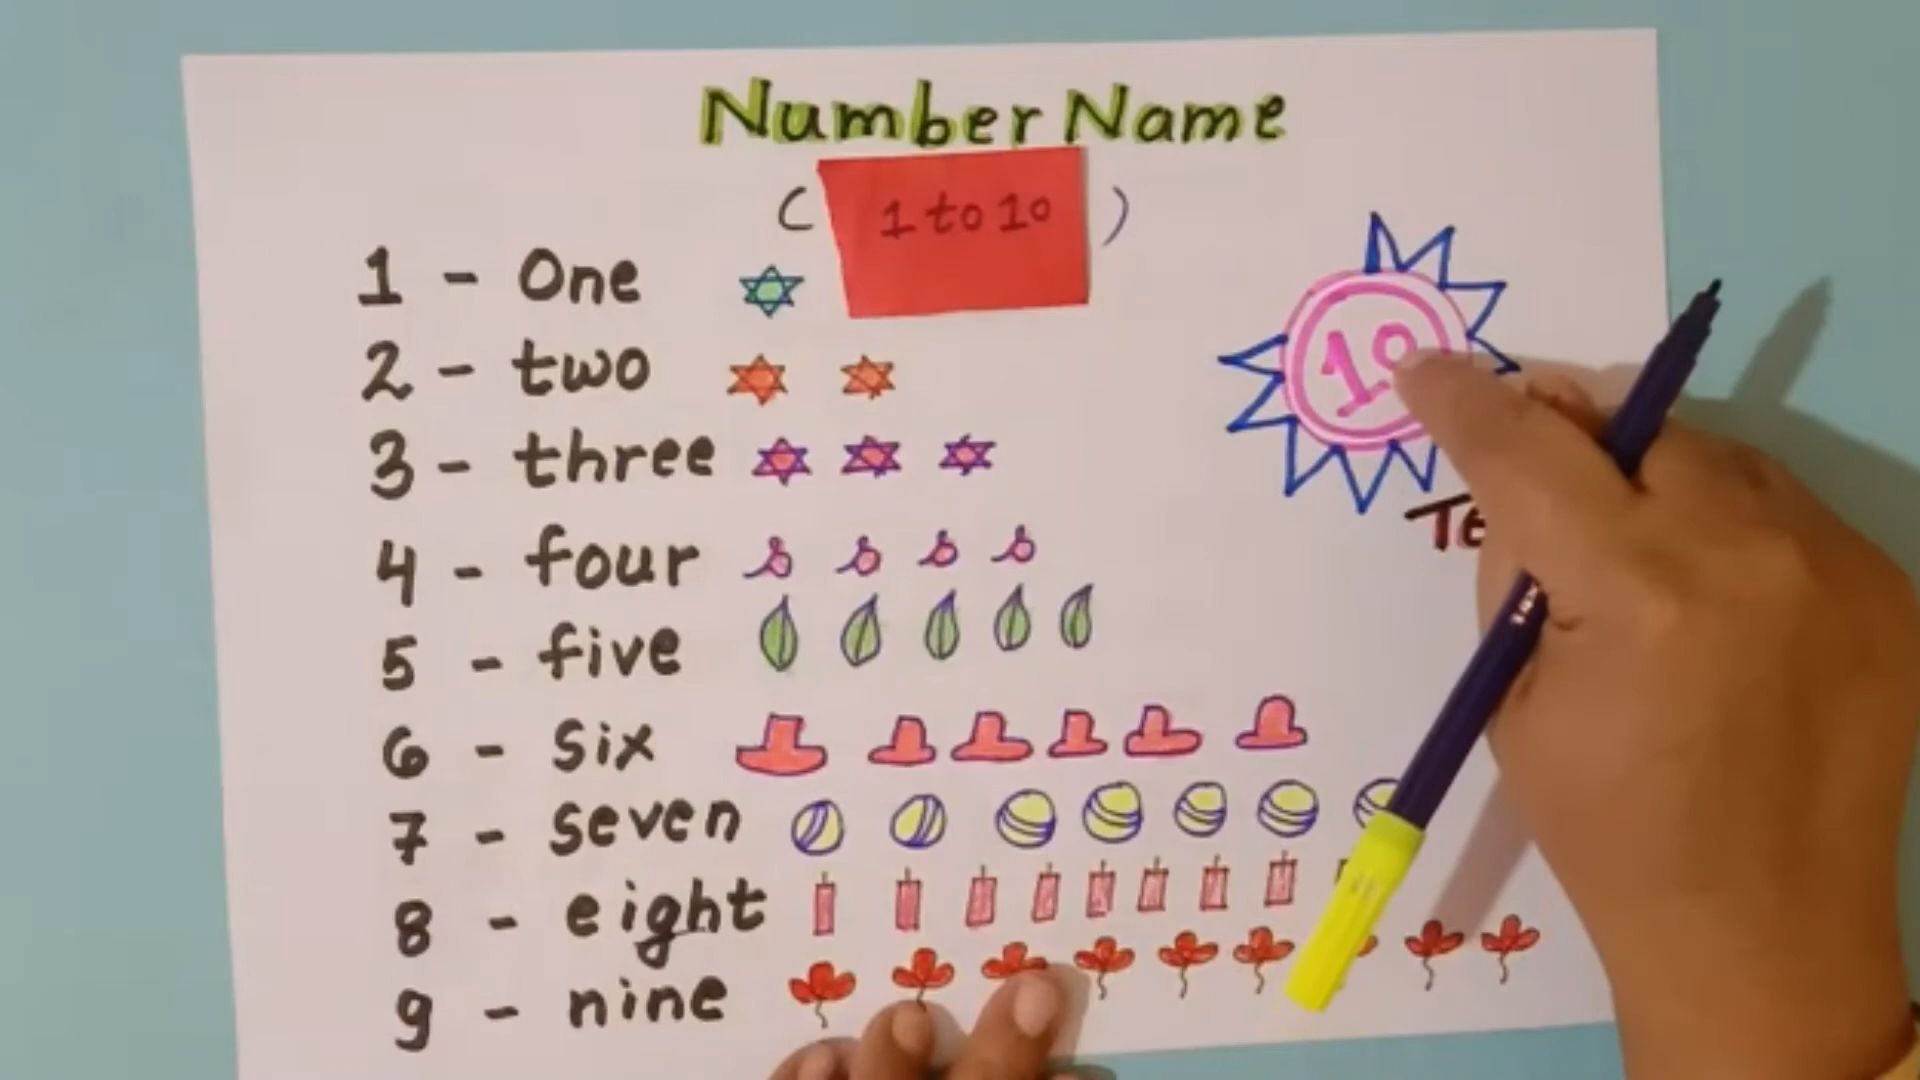 Number Name
( 1 to 10 )
1 - One
2 - two
3 - three
4 - four
5 - five
6 - six
7 - seven
8 - eight
9 - nine
10